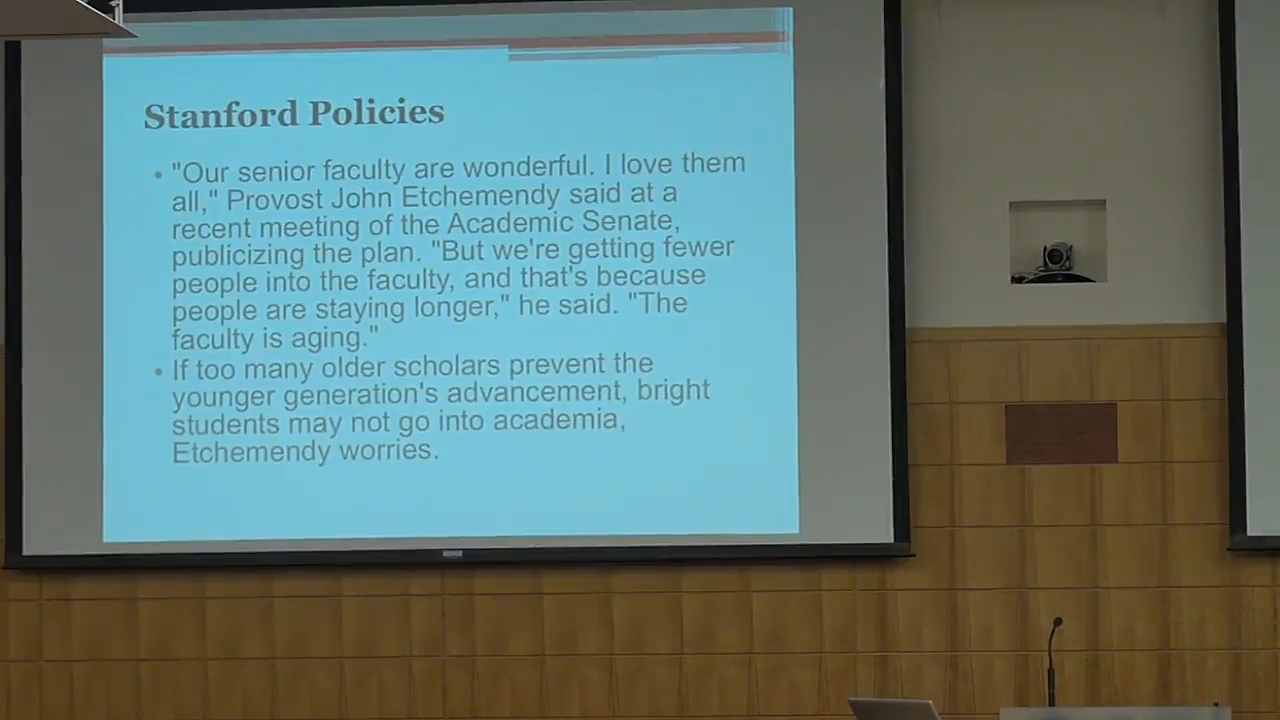 Stanford Policies
• "Our senior faculty are wonderful. I love them
all," Provost John Etchemendy said at a
recent meeting of the Academic Senate,
publicizing the plan. "But we're getting fewer
people into the faculty, and that's because
people are staying longer," he said. "The
faculty is aging."
• If too many older scholars prevent the
younger generation's advancement, bright
students may not go into academia,
Etchemendy worries.